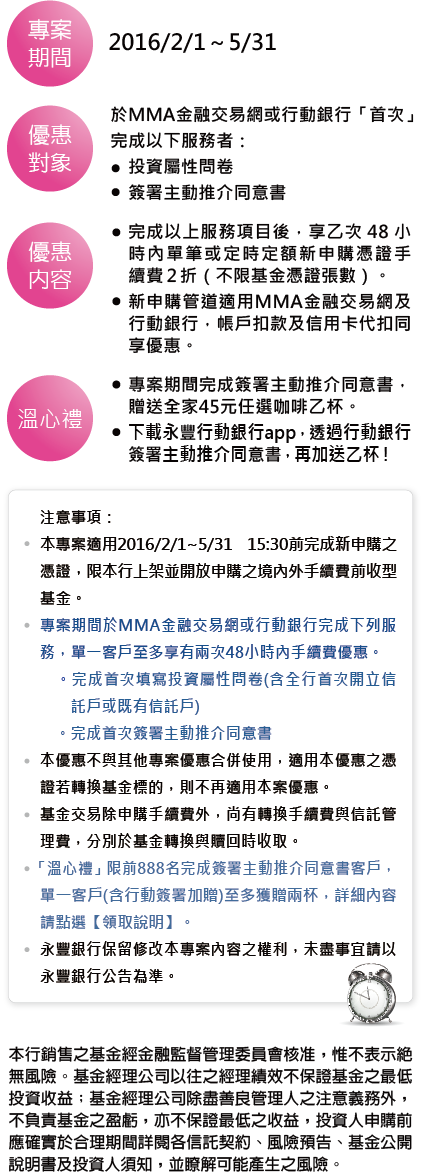 專案
期間
2016/2/1～5/31
優惠
對象
於MMA金融交易網或行動銀行「首次」
完成以下服務者：
● 投資屬性問卷
● 簽署主動推介同意書
優惠
內容
● 完成以上服務項目後，享乙次 48 小
時內單筆或定時定額新申購憑證手
續費2折（不限基金憑證張數）。
● 新申購管道適用MMA金融交易網及
行動銀行，帳戶扣款及信用卡代扣同
享優惠。
溫心禮
● 專案期間完成簽署主動推介同意書，
贈送全家45元任選咖啡乙杯。
● 下載永豐行動銀行app，透過行動銀行
簽署主動推介同意書，再加送乙杯！
注意事項：
● 本專案適用2016/2/1~5/31 15:30前完成新申購之
憑證，限本行上架並開放申購之境內外手續費前收型
基金。
● 專案期間於MMA金融交易網或行動銀行完成下列服
務，單一客戶至多享有兩次48小時內手續費優惠。
。完成首次填寫投資屬性問卷(含全行首次開立信
託戶或既有信託戶)
。完成首次簽署主動推介同意書
● 本優惠不與其他專案優惠合併使用，適用本優惠之憑
證若轉換基金標的，則不再適用本案優惠。
● 基金交易除申購手續費外，尚有轉換手續費與信託管
理費，分別於基金轉換與贖回時收取。
●「溫心禮」限前888名完成簽署主動推介同意書客戶，
單一客戶(含行動簽署加贈)至多獲贈兩杯，詳細內容
請點選【領取說明】。
● 永豐銀行保留修改本專案內容之權利，未盡事宜請以
永豐銀行公告為準。
本行銷售之基金經金融監督管理委員會核准，惟不表示絕
無風險。基金經理公司以往之經理績效不保證基金之最低
投資收益；基金經理公司除盡善良管理人之注意義務外，
不負責基金之盈虧，亦不保證最低之收益，投資人申購前
應確實於合理期間詳閱各信託契約、風險預告、基金公開
說明書及投資人須知，並瞭解可能產生之風險。